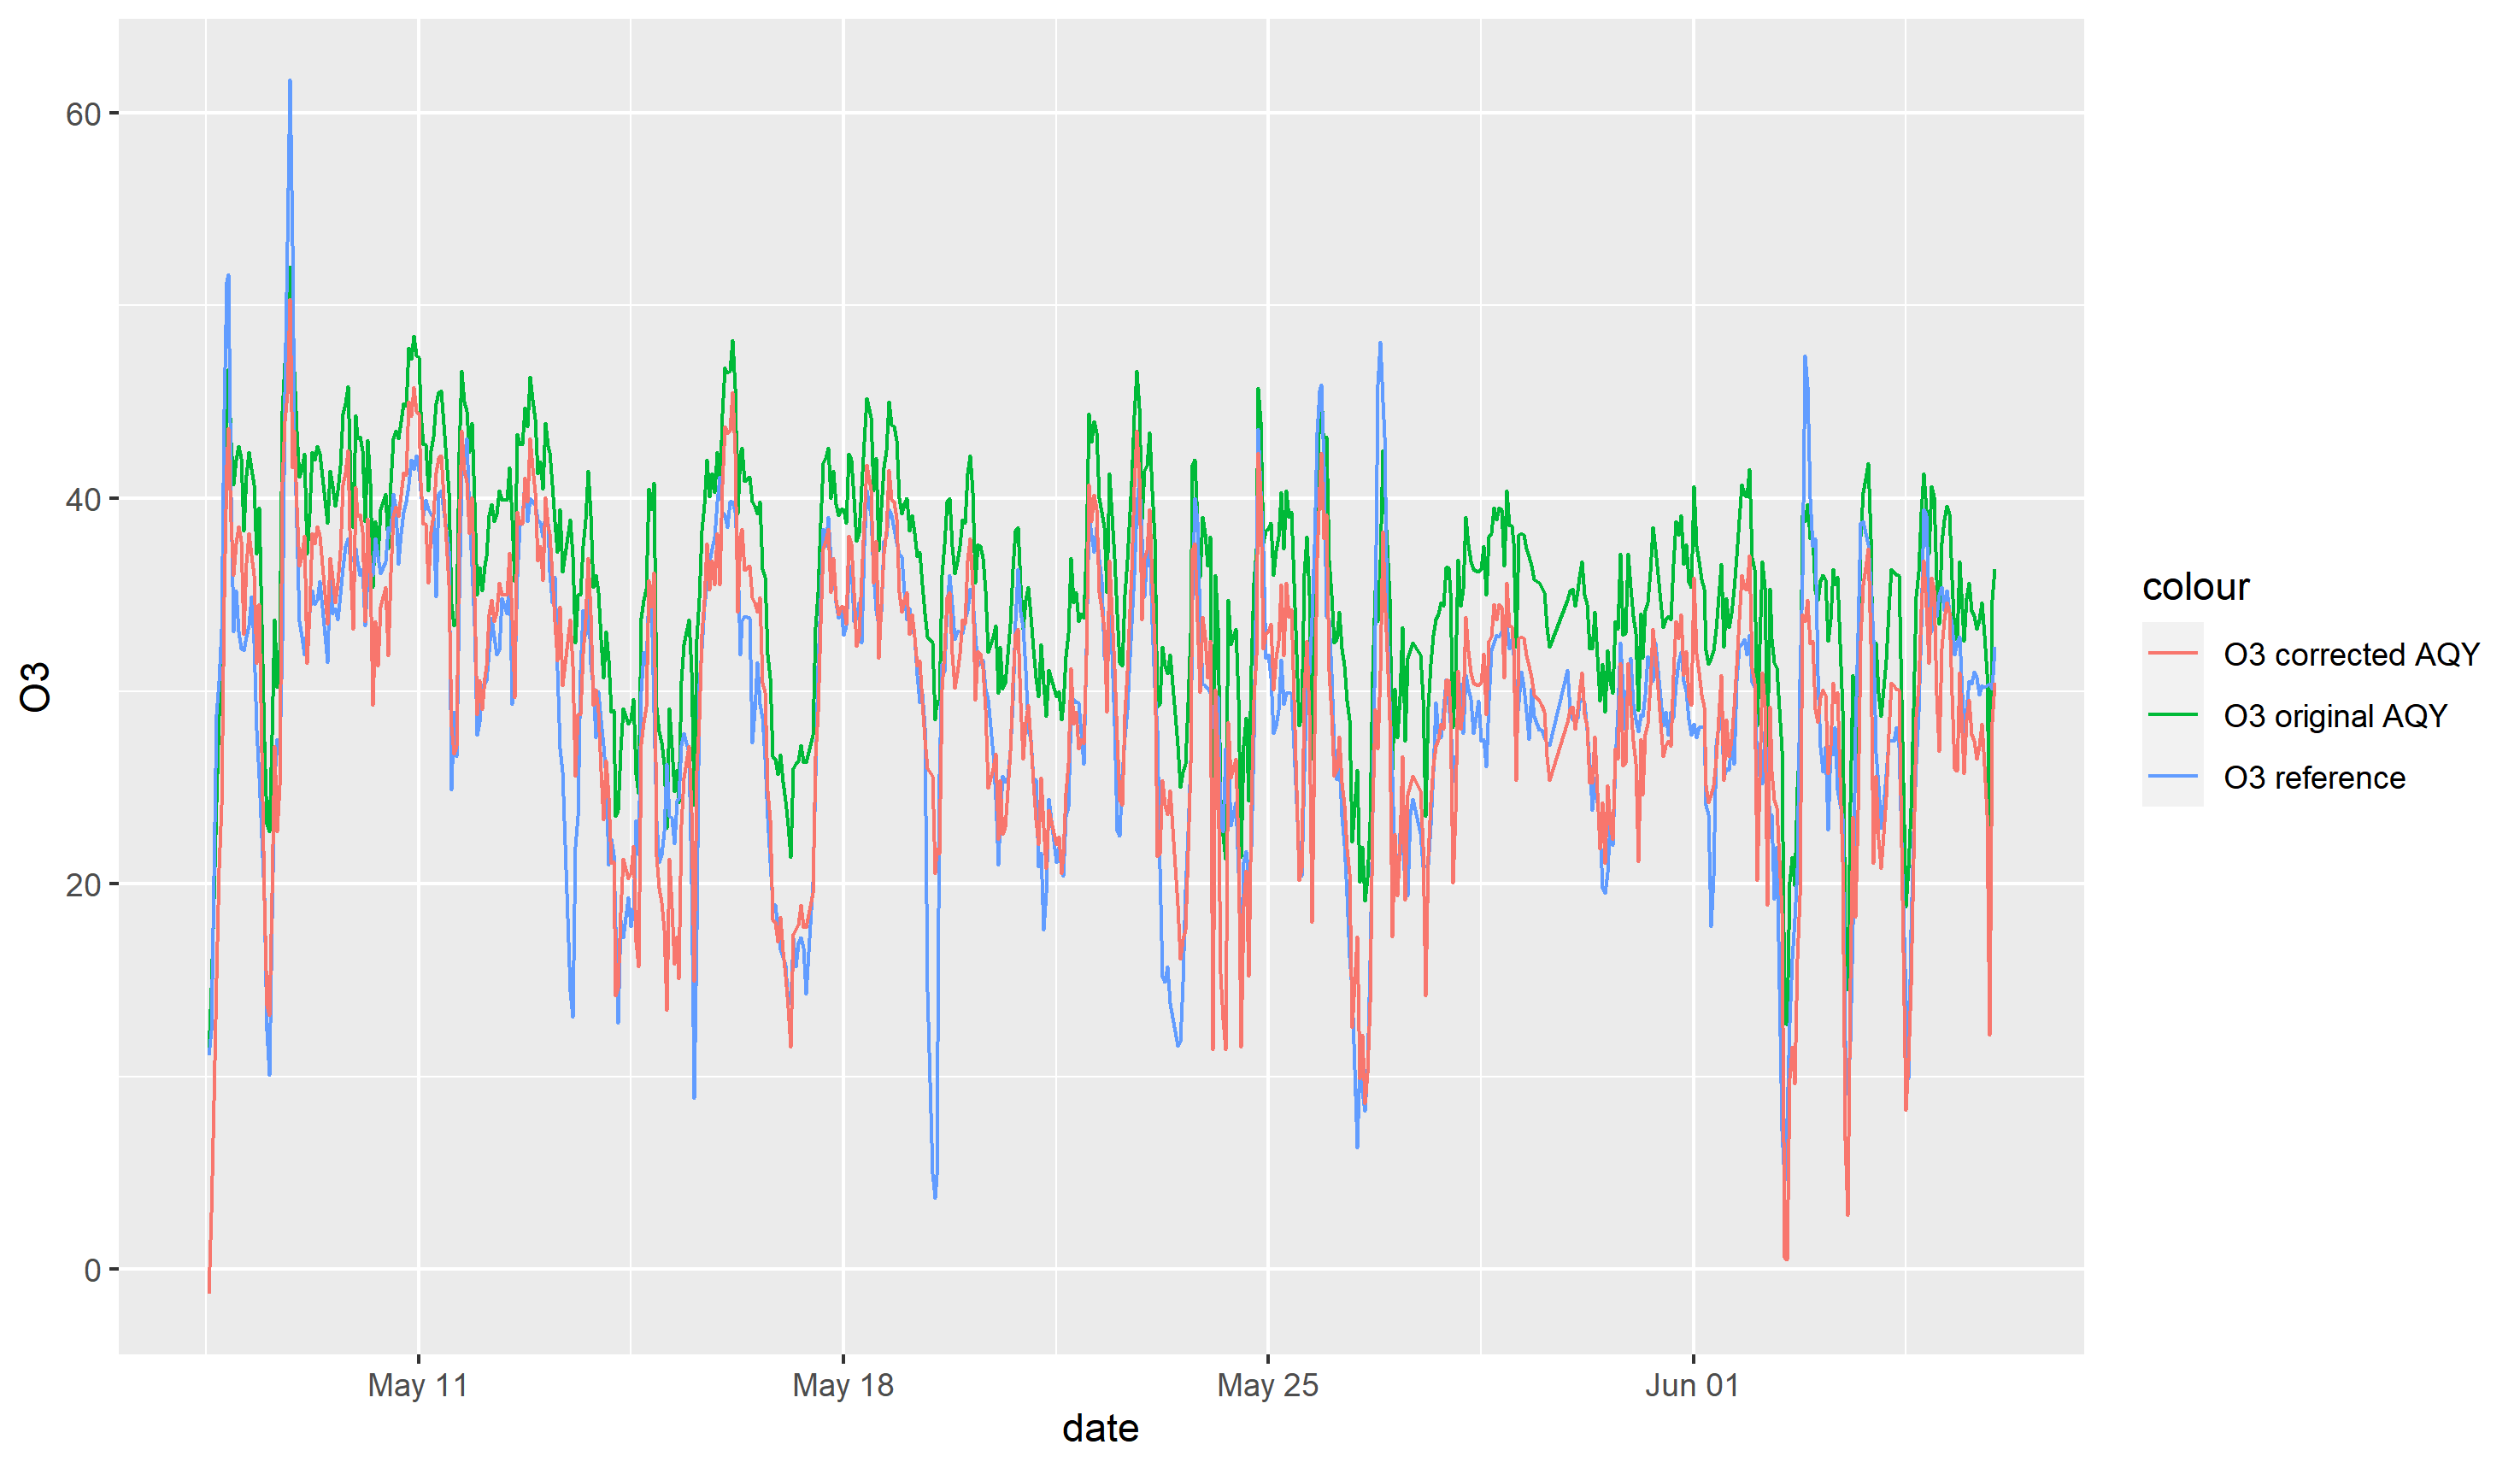 60
40
20
0
O3
May 11
May 18
May 25
Jun 01
date
colour
O3 corrected AQY
O3 original AQY
O3 reference